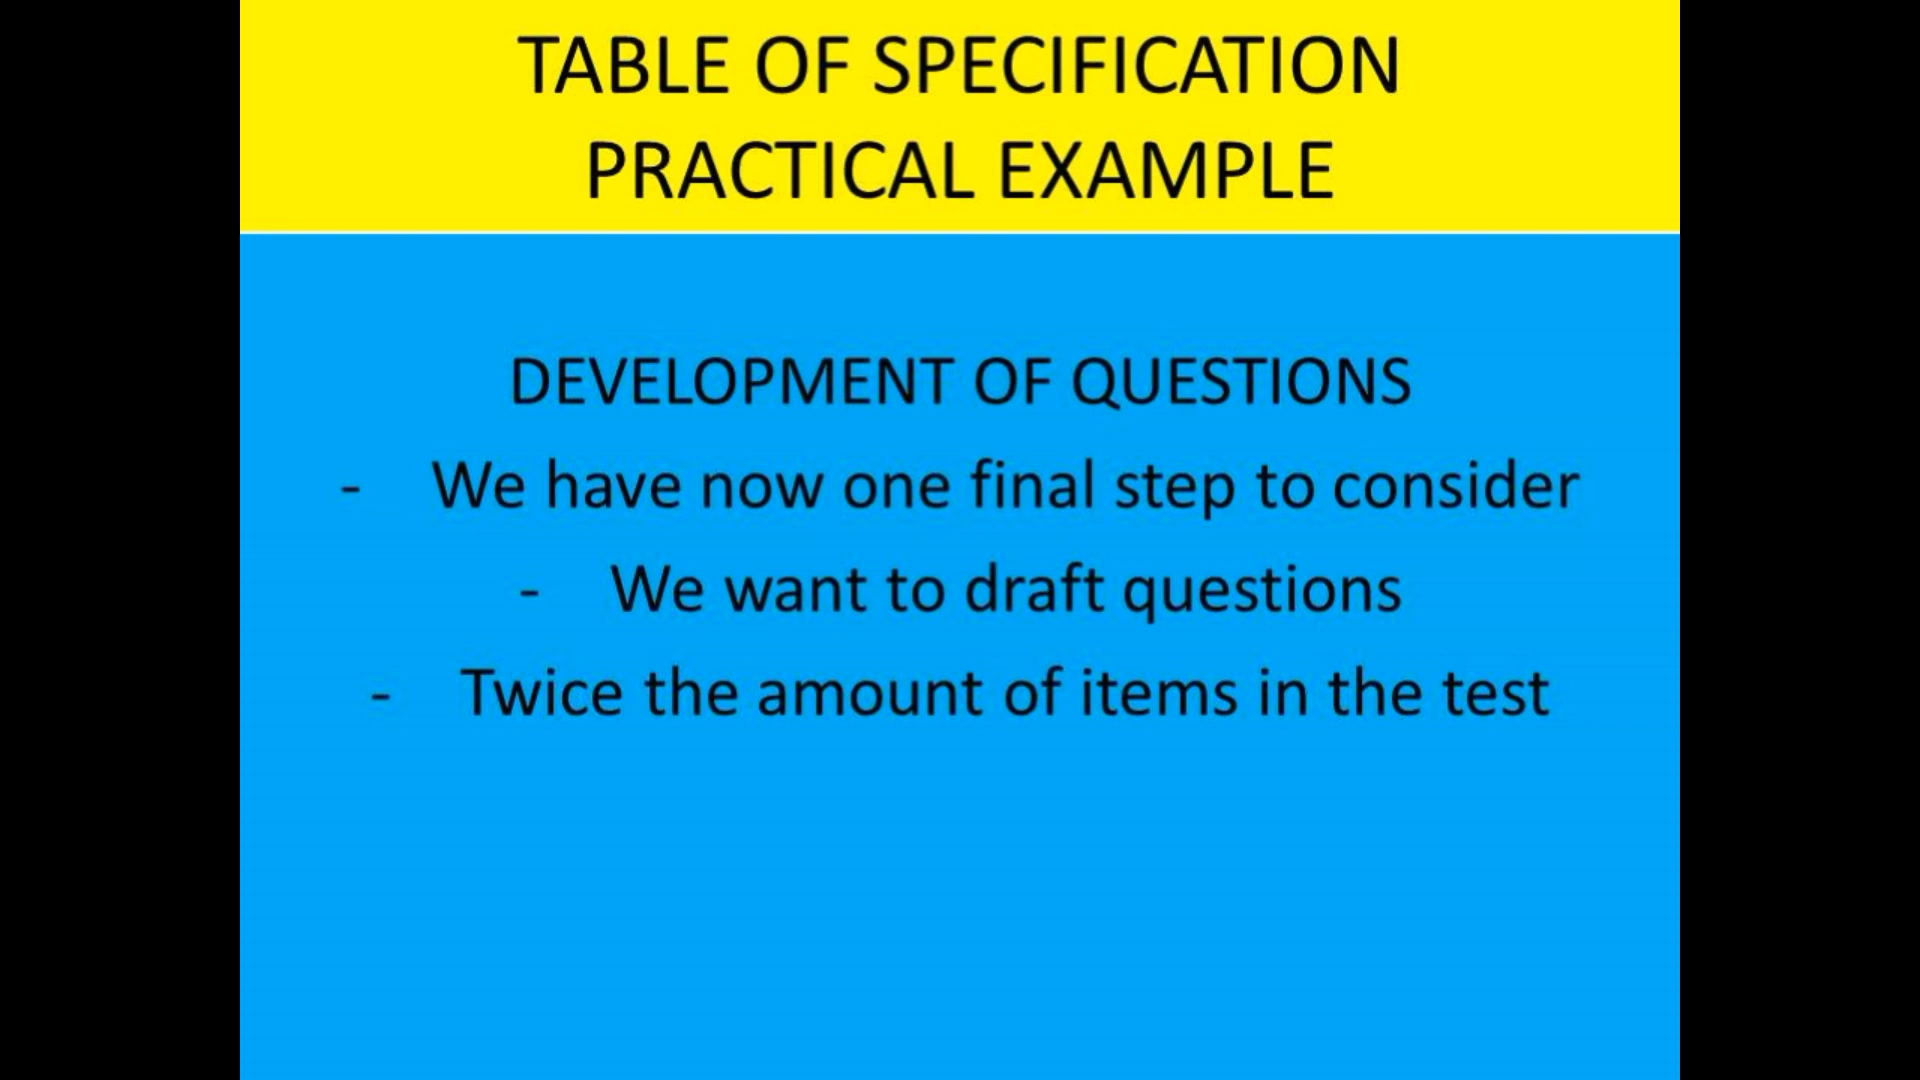 TABLE OF SPECIFICATION
PRACTICAL EXAMPLE
DEVELOPMENT OF QUESTIONS
- We have now one final step to consider
- We want to draft questions
- Twice the amount of items in the test